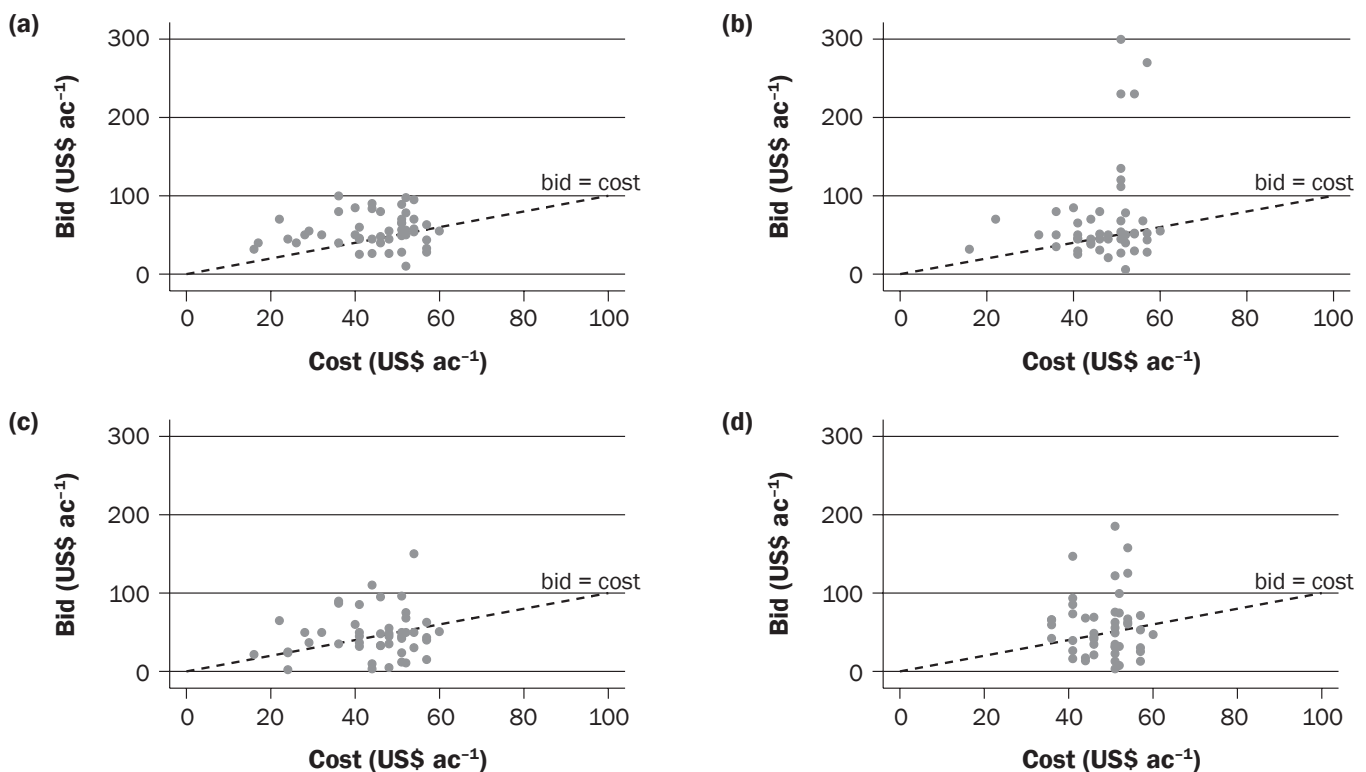 (a)
300
200
100
0
Bid (US$ ac⁻¹)
bid = cost
0 20 40 60 80 100
Cost (US$ ac⁻¹)
(b)
300
200
100
0
Bid (US$ ac⁻¹)
bid = cost
0 20 40 60 80 100
Cost (US$ ac⁻¹)
(c)
300
200
100
0
Bid (US$ ac⁻¹)
bid = cost
0 20 40 60 80 100
Cost (US$ ac⁻¹)
(d)
300
200
100
0
Bid (US$ ac⁻¹)
bid = cost
0 20 40 60 80 100
Cost (US$ ac⁻¹)